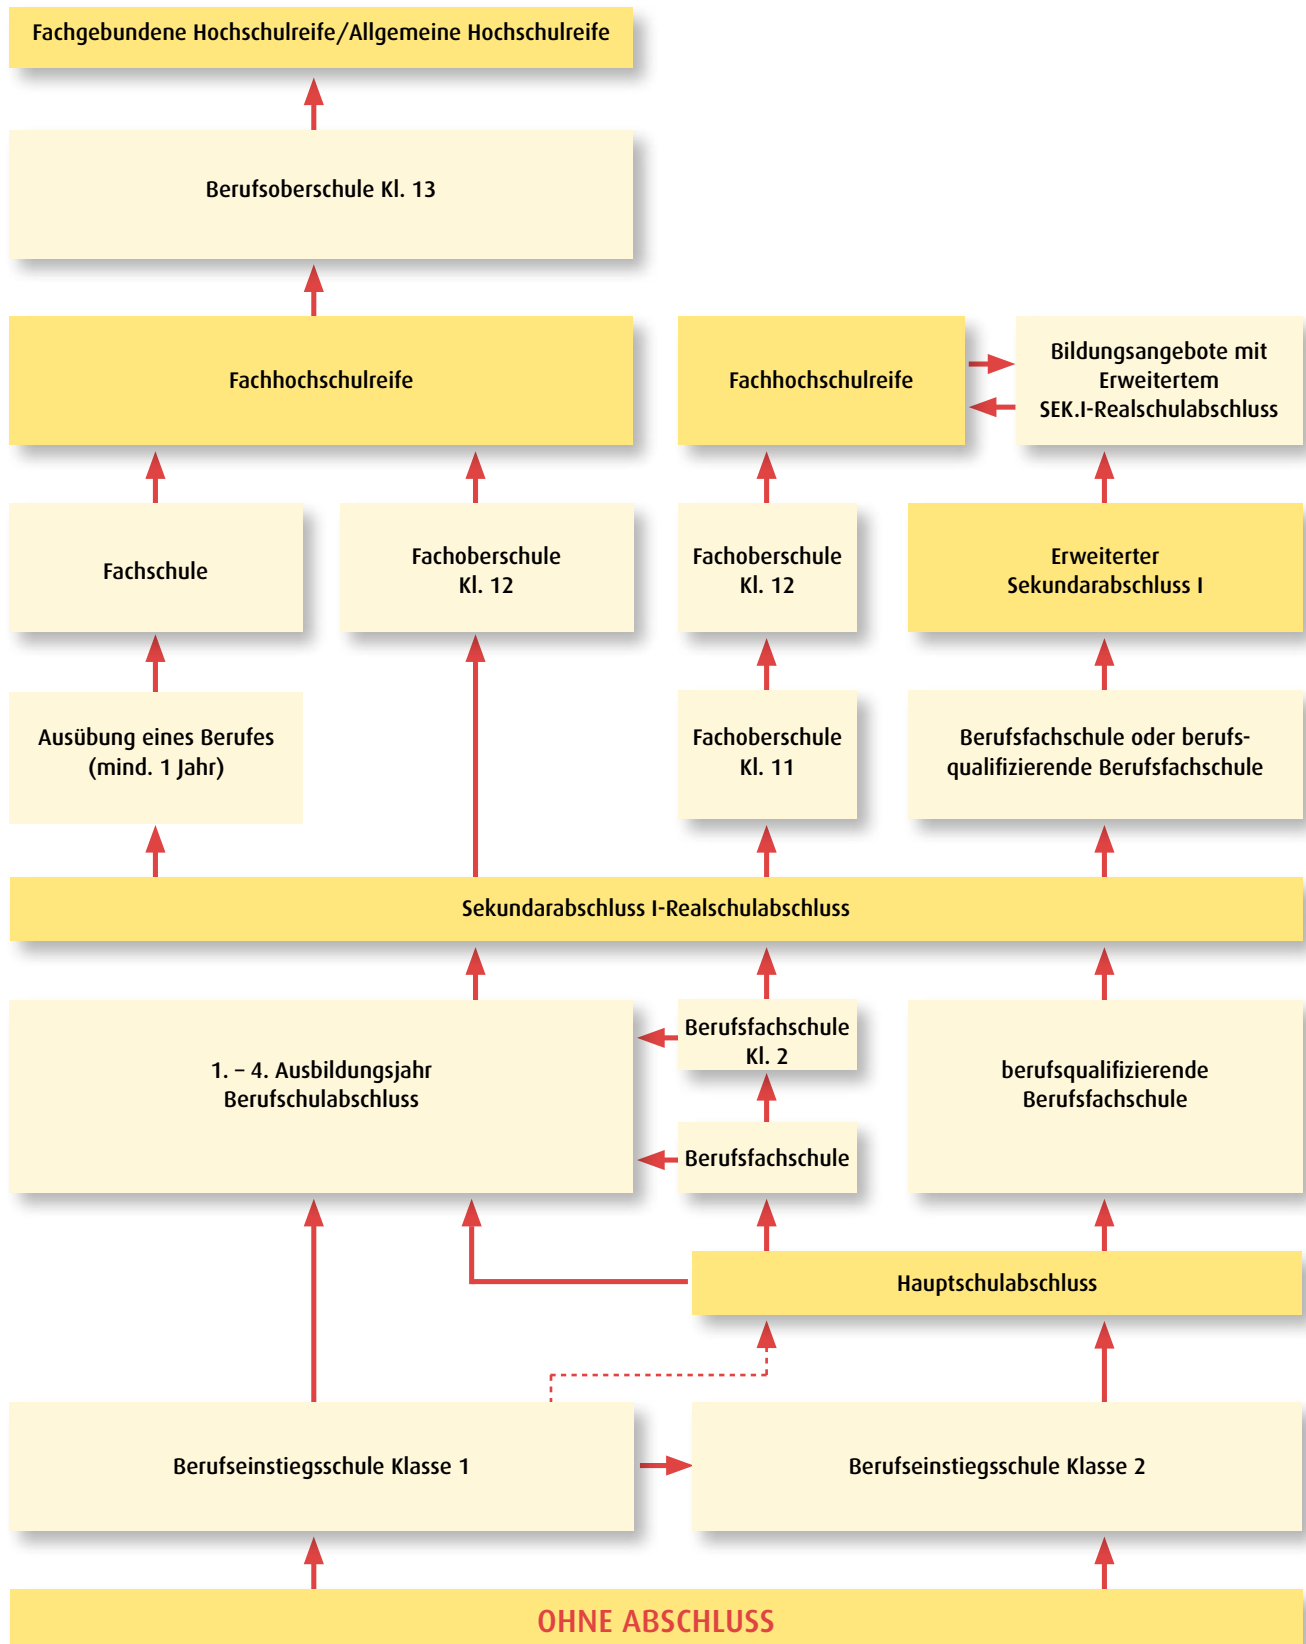 Fachgebundene Hochschulreife/Allgemeine Hochschulreife
Berufsoberschule Kl. 13
Fachhochschulreife
Fachhochschulreife
Bildungsangebote mit
Erweitertem
SEK.I-Realschulabschluss
Fachschule
Fachoberschule
Kl. 12
Fachoberschule
Kl. 12
Erweiterter
Sekundarabschluss I
Ausübung eines Berufes
(mind. 1 Jahr)
Fachoberschule
Kl. 11
Berufsfachschule oder berufs-
qualifizierende Berufsfachschule
Sekundarabschluss I-Realschulabschluss
1. – 4. Ausbildungsjahr
Berufschulabschluss
Berufsfachschule
Kl. 2
Berufsfachschule
berufsqualifizierende
Berufsfachschule
Hauptschulabschluss
Berufseinstiegsschule Klasse 1
Berufseinstiegsschule Klasse 2
OHNE ABSCHLUSS